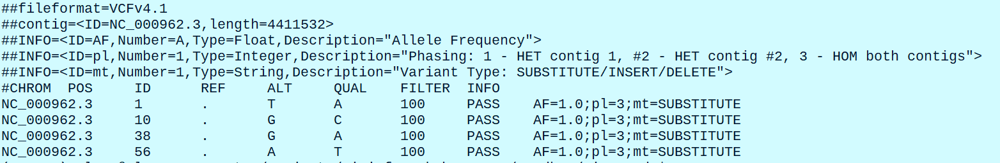 ##fileformat=VCFv4.1
##contig=<ID=NC_000962.3,length=4411532>
##INFO=<ID=AF,Number=A,Type=Float,Description="Allele Frequency">
##INFO=<ID=pl,Number=1,Type=Integer,Description="Phasing: 1 - HET contig 1, #2 - HET contig #2, 3 - HOM both contigs">
##INFO=<ID=mt,Number=1,Type=String,Description="Variant Type: SUBSTITUTE/INSERT/DELETE">
#CHROM POS ID REF ALT QUAL FILTER INFO
NC_000962.3 1 . T A 100 PASS AF=1.0;pl=3;mt=SUBSTITUTE
NC_000962.3 10 . G C 100 PASS AF=1.0;pl=3;mt=SUBSTITUTE
NC_000962.3 38 . G A 100 PASS AF=1.0;pl=3;mt=SUBSTITUTE
NC_000962.3 56 . A T 100 PASS AF=1.0;pl=3;mt=SUBSTITUTE